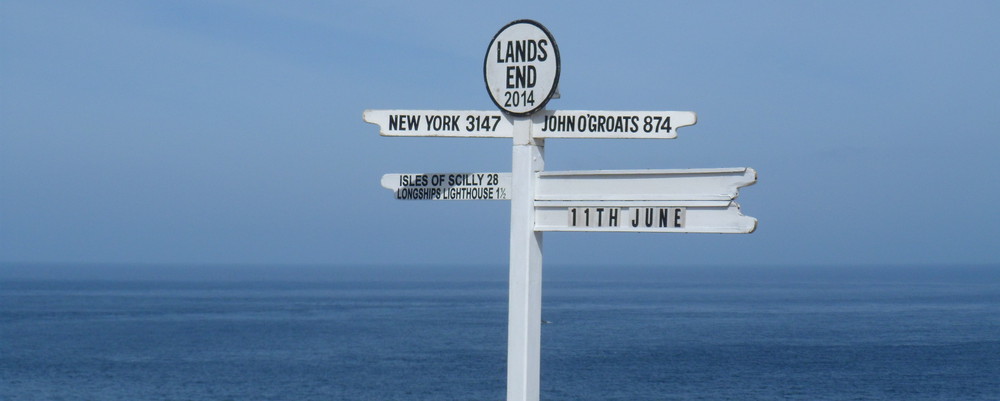 LANDS
END
2014
NEW YORK 3147
JOHN O'GROATS 874
ISLES OF SCILLY 28
LONGSHIPS LIGHTHOUSE 1½
11TH JUNE